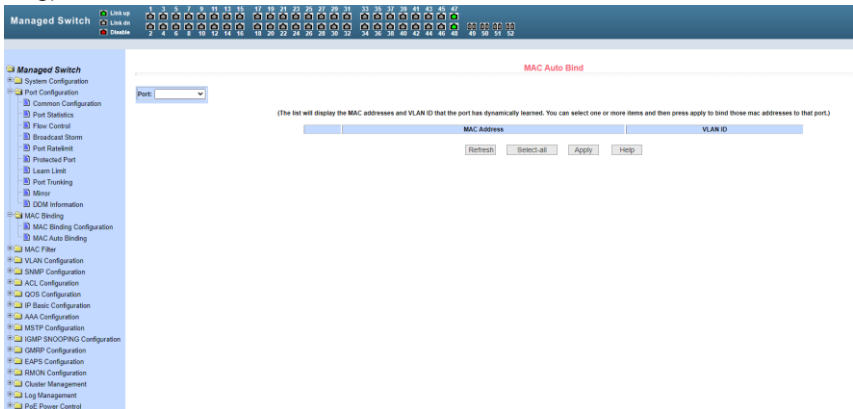 Managed Switch
Link up
Link dn
Disable
1 3 5 7 9 11 13 15 17 19 21 23 25 27 29 31 33 35 37 39 41 43 45 47
2 4 6 8 10 12 14 16 18 20 22 24 26 28 30 32 34 36 38 40 42 44 46 48 49 50 51 52
Managed Switch
System Configuration
Port Configuration
Common Configuration
Port Statistics
Flow Control
Broadcast Storm
Port Ratelimit
Protected Port
Learn Limit
Port Trunking
Mirror
DDM Information
MAC Binding
MAC Binding Configuration
MAC Auto Binding
MAC Filter
VLAN Configuration
SNMP Configuration
ACL Configuration
QOS Configuration
IP Basic Configuration
AAA Configuration
MSTP Configuration
IGMP SNOOPING Configuration
GMRP Configuration
EAPS Configuration
RMON Configuration
Cluster Management
Log Management
PoE Power Control
MAC Auto Bind
Port:
(The list will display the MAC addresses and VLAN ID that the port has dynamically learned. You can select one or more items and then press apply to bind those mac addresses to that port.)
MAC Address VLAN ID
Refresh Select-all Apply Help